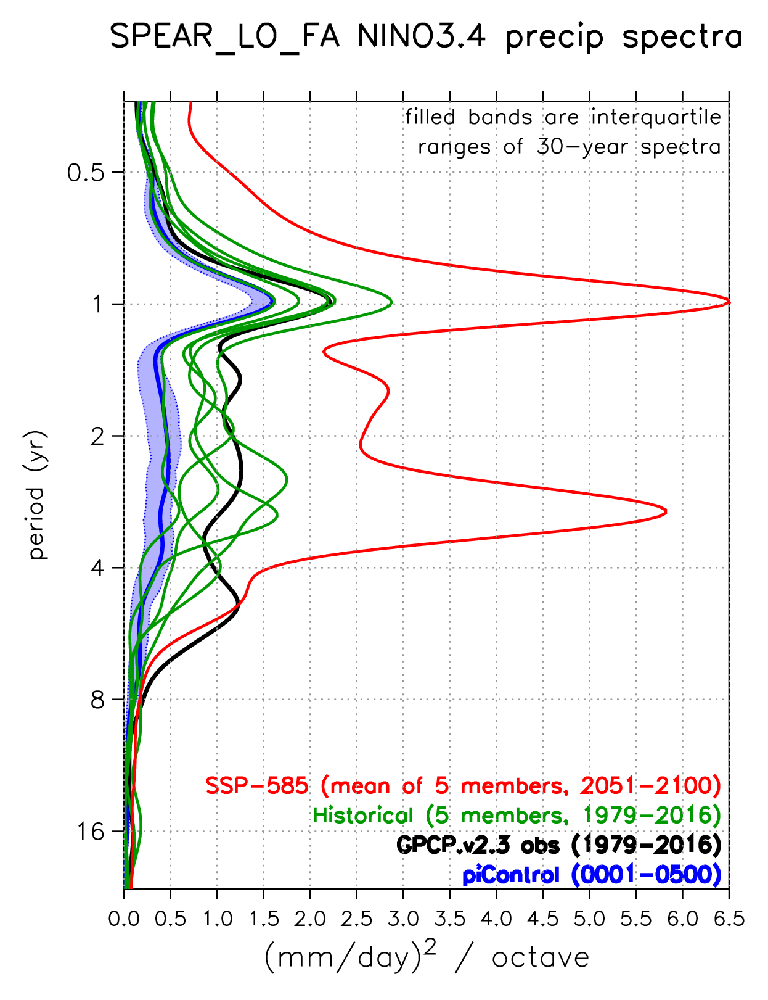 SPEAR_LO_FA NINO3.4 precip spectra
filled bands are interquartile
ranges of 30-year spectra
0.5
1
2
4
8
16
period (yr)
SSP-585 (mean of 5 members, 2051-2100)
Historical (5 members, 1979-2016)
GPCP.v2.3 obs (1979-2016)
piControl (0001-0500)
0.0 0.5 1.0 1.5 2.0 2.5 3.0 3.5 4.0 4.5 5.0 5.5 6.0 6.5
(mm/day)² / octave